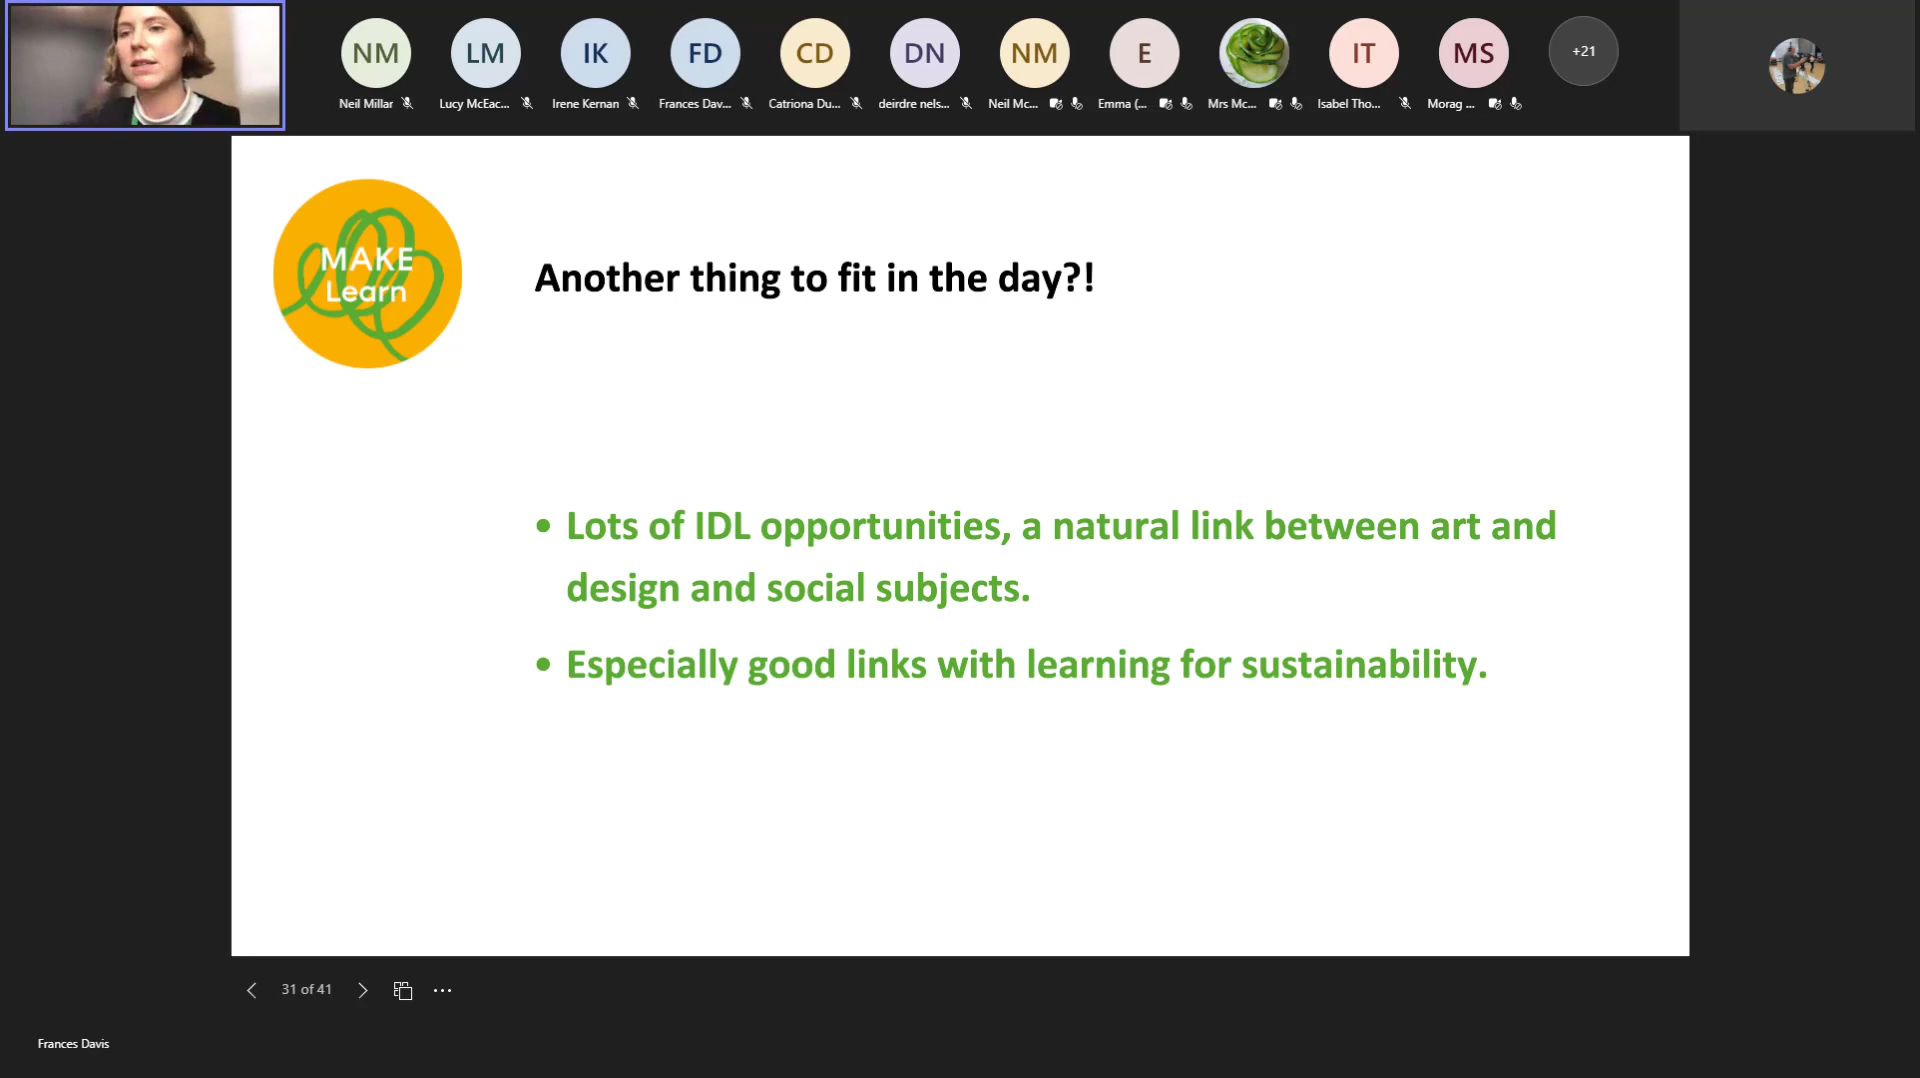 NM
LM
IK
FD
CD
DN
NM
E
IT
MS
+21
Neil Millar
Lucy McEac...
Irene Kernan
Frances Dav...
Catriona Du...
deirdre nels...
Neil Mc...
Emma (...
Mrs Mc...
Isabel Tho...
Morag ...
MAKE
Learn
Another thing to fit in the day?!
• Lots of IDL opportunities, a natural link between art and
design and social subjects.
• Especially good links with learning for sustainability.
31 of 41
Frances Davis